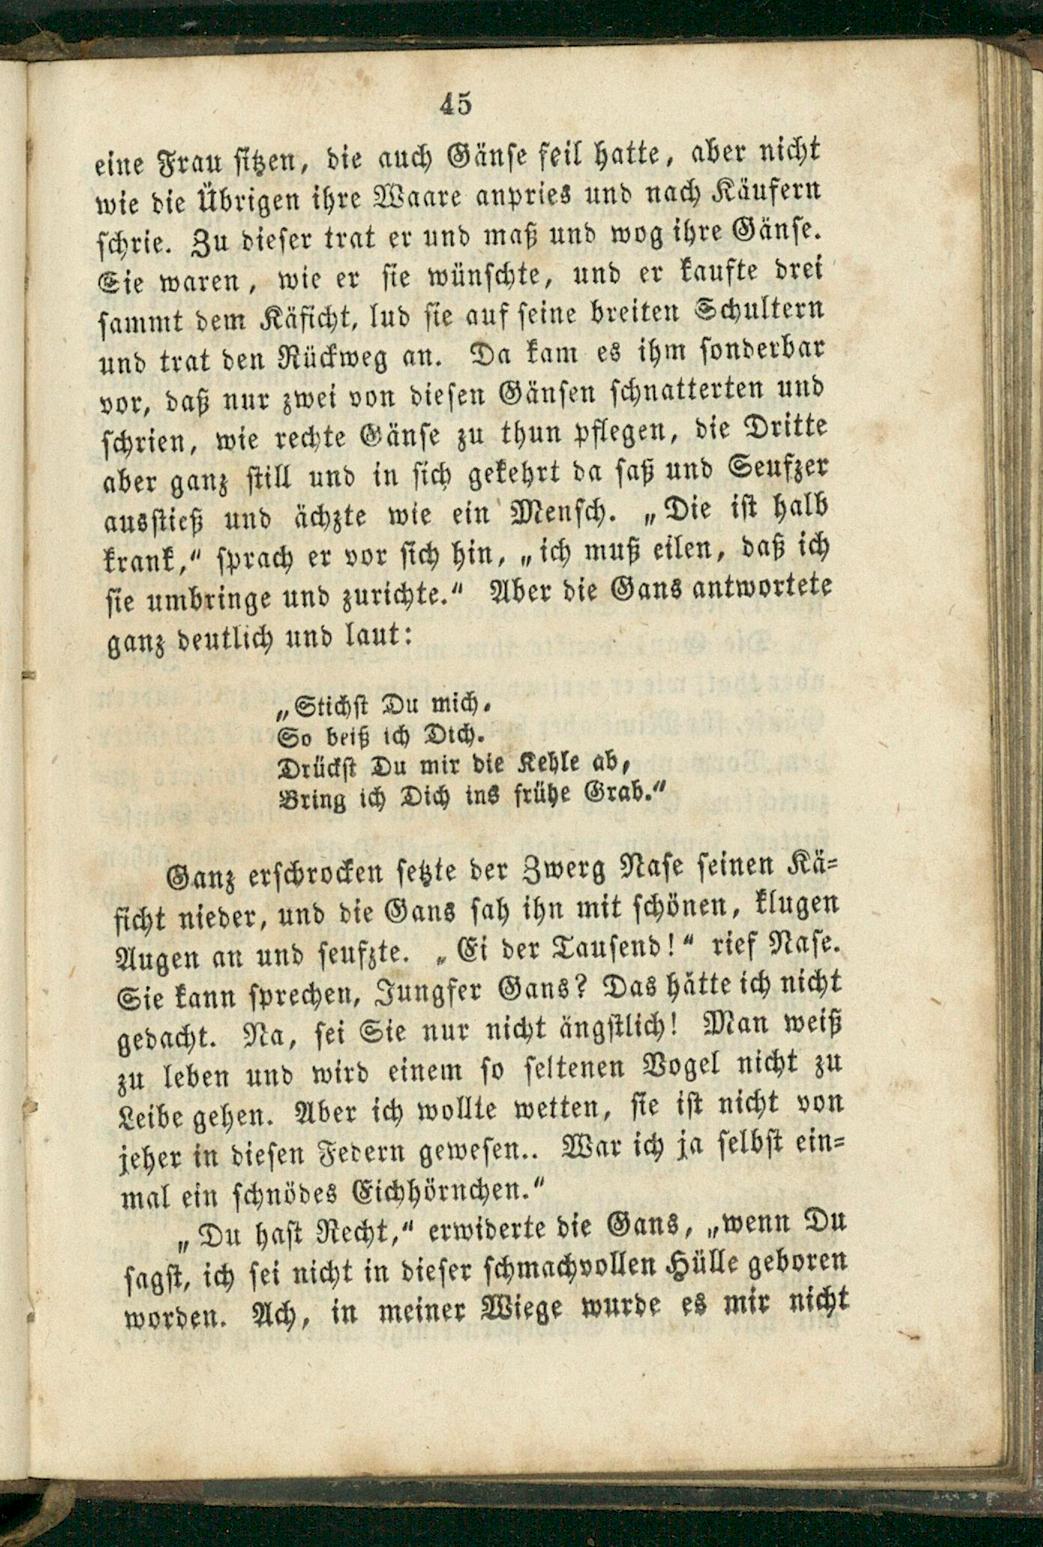 45
eine Frau sitzen, die auch Gänse feil hatte, aber nicht
wie die Übrigen ihre Waare anpries und nach Käufern
schrie. Zu dieser trat er und maß und wog ihre Gänse.
Sie waren, wie er sie wünschte, und er kaufte drei
sammt dem Käficht, lud sie auf seine breiten Schultern
und trat den Rückweg an. Da kam es ihm sonderbar
vor, daß nur zwei von diesen Gänsen schnatterten und
schrien, wie rechte Gänse zu thun pflegen, die Dritte
aber ganz still und in sich gekehrt da saß und Seufzer
ausstieß und ächzte wie ein Mensch. „Die ist halb
krank,“ sprach er vor sich hin, „ich muß eilen, daß ich
sie umbringe und zurichte.“ Aber die Gans antwortete
ganz deutlich und laut:
„Stichst Du mich,
So beiß ich Dich.
Drückst Du mir die Kehle ab,
Bring ich Dich ins frühe Grab.“
Ganz erschrocken setzte der Zwerg Nase seinen Kä-
ficht nieder, und die Gans sah ihn mit schönen, klugen
Augen an und seufzte. „Ei der Tausend!“ rief Nase.
Sie kann sprechen, Jungfer Gans? Das hätte ich nicht
gedacht. Na, sei Sie nur nicht ängstlich! Man weiß
zu leben und wird einem so seltenen Vogel nicht zu
Leibe gehen. Aber ich wollte wetten, sie ist nicht von
jeher in diesen Federn gewesen.. War ich ja selbst ein-
mal ein schnödes Eichhörnchen.“
„Du hast Recht,“ erwiderte die Gans, „wenn Du
sagst, ich sei nicht in dieser schmachvollen Hülle geboren
worden. Ach, in meiner Wiege wurde es mir nicht